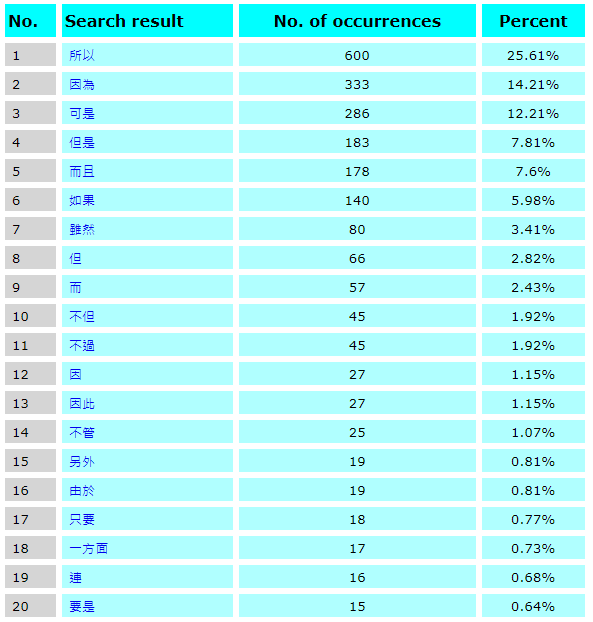 No. Search result No. of occurrences Percent
1 所以 600 25.61%
2 因為 333 14.21%
3 可是 286 12.21%
4 但是 183 7.81%
5 而且 178 7.6%
6 如果 140 5.98%
7 雖然 80 3.41%
8 但 66 2.82%
9 而 57 2.43%
10 不但 45 1.92%
11 不過 45 1.92%
12 因 27 1.15%
13 因此 27 1.15%
14 不管 25 1.07%
15 另外 19 0.81%
16 由於 19 0.81%
17 只要 18 0.77%
18 一方面 17 0.73%
19 連 16 0.68%
20 要是 15 0.64%